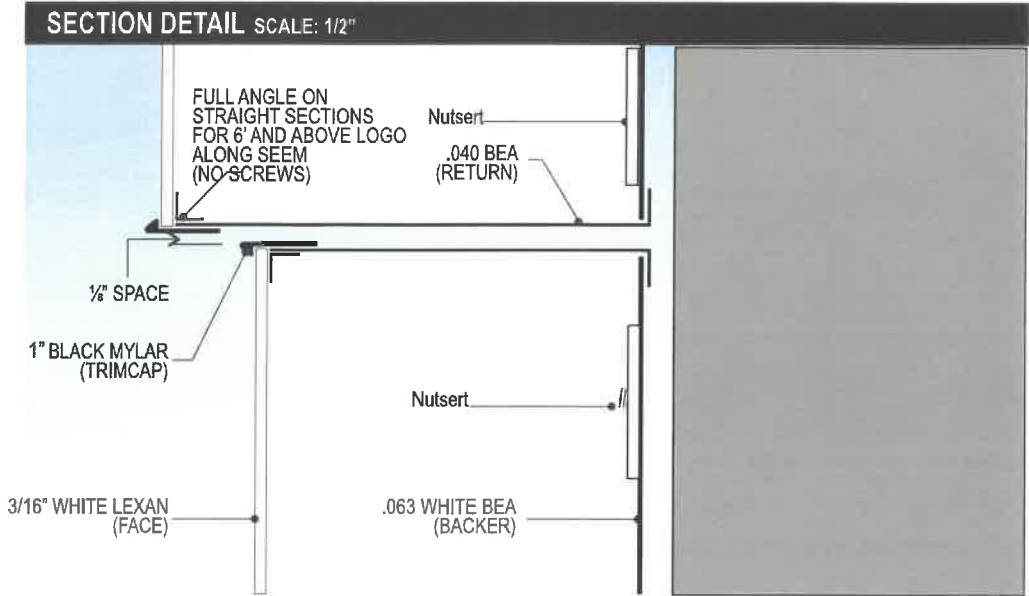 SECTION DETAIL SCALE: 1/2"
FULL ANGLE ON
STRAIGHT SECTIONS
FOR 6' AND ABOVE LOGO
ALONG SEEM
(NO SCREWS)
Nutsert
.040 BEA
(RETURN)
⅛" SPACE
1" BLACK MYLAR
(TRIMCAP)
Nutsert
3/16" WHITE LEXAN
(FACE)
.063 WHITE BEA
(BACKER)